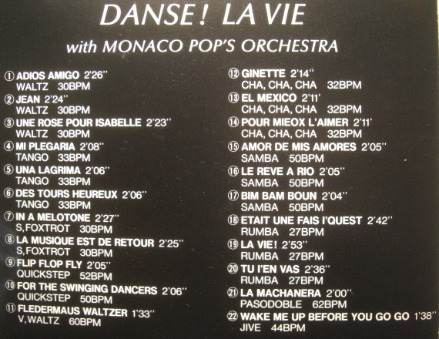 DANSE! LA VIE
with MONACO POP'S ORCHESTRA
① ADIOS AMIGO 2'26"
WALTZ 30BPM
② JEAN 2'24"
WALTZ 30BPM
③ UNE ROSE POUR ISABELLE 2'23"
WALTZ 30BPM
④ MI PLEGARIA 2'08"
TANGO 33BPM
⑤ UNA LAGRIMA 2'06"
TANGO 33BPM
⑥ DES TOURS HEUREUX 2'06"
TANGO 33BPM
⑦ IN A MELOTONE 2'27"
S,FOXTROT 30BPM
⑧ LA MUSIQUE EST DE RETOUR 2'25"
S,FOXTROT 30BPM
⑨ FLIP FLOP FLY 2'05"
QUICKSTEP 52BPM
⑩ FOR THE SWINGING DANCERS 2'06"
QUICKSTEP 50BPM
⑪ FLEDERMAUS WALTZER 1'33"
V,WALTZ 60BPM
⑫ GINETTE 2'14"
CHA, CHA, CHA 32BPM
⑬ EL MEXICO 2'11'
CHA, CHA, CHA 32BPM
⑭ POUR MIEOX L'AIMER 2'11'
CHA, CHA, CHA 32BPM
⑮ AMOR DE MIS AMORES 2'05"
SAMBA 50BPM
⑯ LE REVE A RIO 2'05"
SAMBA 50BPM
⑰ BIM BAM BOUN 2'04"
SAMBA 50BPM
⑱ ETAIT UNE FAIS I'QUEST 2'42"
RUMBA 27BPM
⑲ LA VIE! 2'53"
RUMBA 27BPM
⑳ TU I'EN VAS 2'36"
RUMBA 27BPM
㉑ LA MACHANERA 2'00"
PASODOBLE 62BPM
㉒ WAKE ME UP BEFORE YOU GO GO 1'38"
JIVE 44BPM